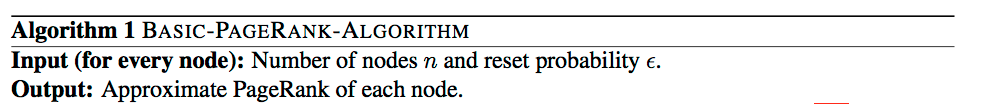 Algorithm 1 BASIC-PAGERANK-ALGORITHM
Input (for every node): Number of nodes n and reset probability ϵ.
Output: Approximate PageRank of each node.